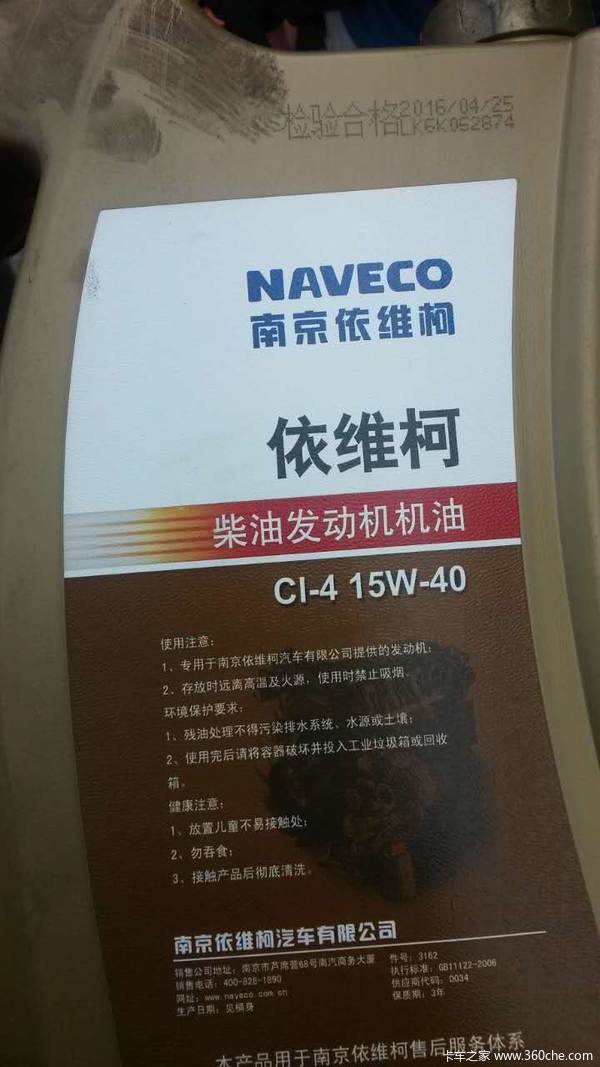 检验合格
2016/04/25
LK6K052874
NAVECO
南京依维柯
依维柯
柴油发动机机油
CI-4 15W-40
使用注意：
1、专用于南京依维柯汽车有限公司提供的发动机；
2、存放时远离高温及火源，使用时禁止吸烟。
环境保护要求：
1、残油处理不得污染排水系统、水源或土壤；
2、使用完后请将容器破坏并投入工业垃圾箱或回收
箱。
健康注意：
1、放置儿童不易接触处；
2、勿吞食；
3、接触产品后彻底清洗。
南京依维柯汽车有限公司
销售公司地址：南京市芦席营68号南汽商务大厦
销售电话：400-828-1890
网址：www.naveco.com.cn
生产日期：见桶身
件号：3162
执行标准：GB11122-2006
供应商代码：D034
保质期：3年
本产品用于南京依维柯售后服务体系
卡车之家 www.360che.com